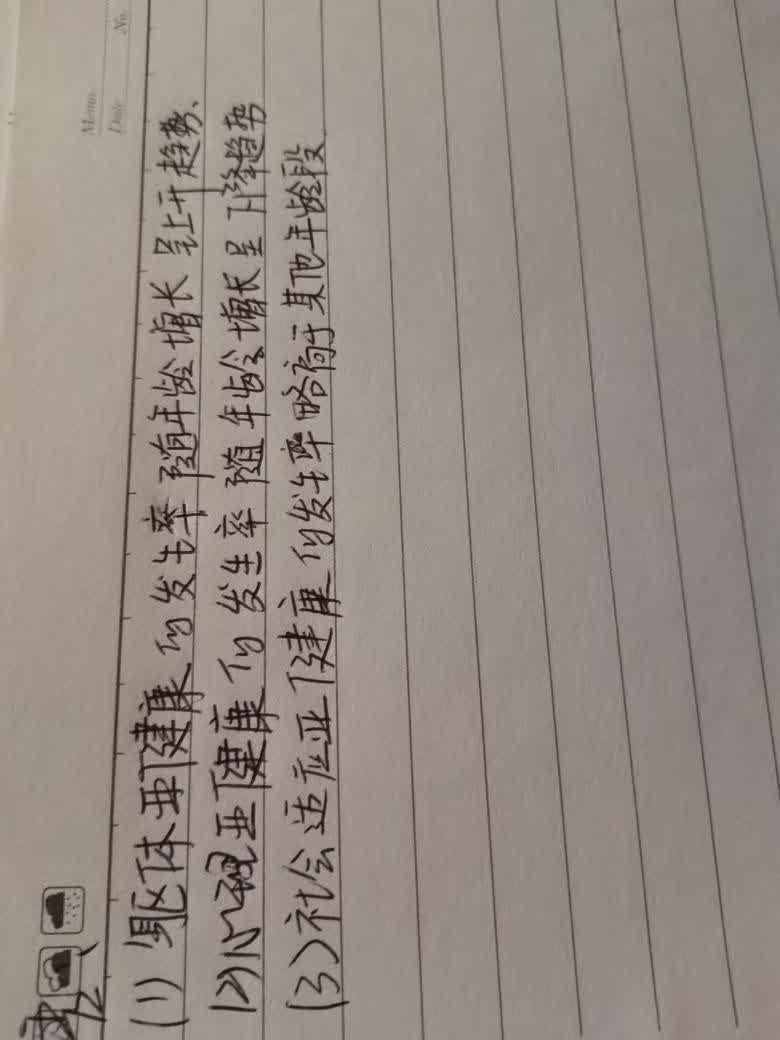 Memo No.
Date
(1) 躯体亚健康的发生率随年龄增长呈上升趋势、
(2) 心理亚健康的发生率随年龄增长呈下降趋势
(3) 社会适应亚健康的发生率略高于其他年龄段